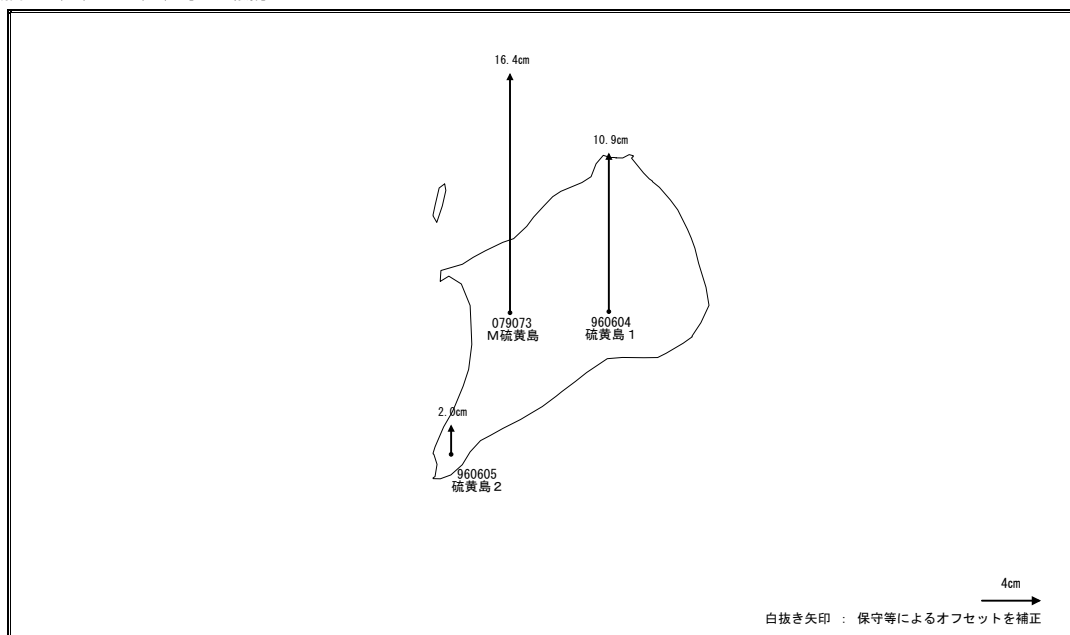 16.4cm
10.9cm
079073
M硫黄島
960604
硫黄島1
2.0cm
960605
硫黄島2
4cm
白抜き矢印 : 保守等によるオフセットを補正